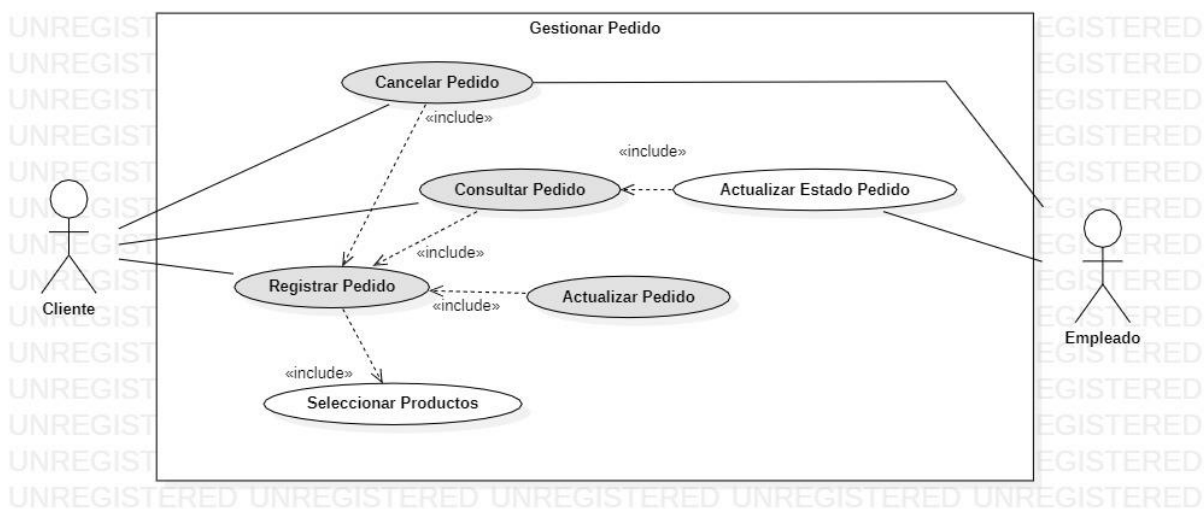 Gestionar Pedido
Cancelar Pedido
«include»
«include»
Consultar Pedido
Actualizar Estado Pedido
«include»
Registrar Pedido
Actualizar Pedido
«include»
Cliente
Empleado
«include»
Seleccionar Productos
UNREGISTERED UNREGISTERED UNREGISTERED UNREGISTERED UNREGISTERED